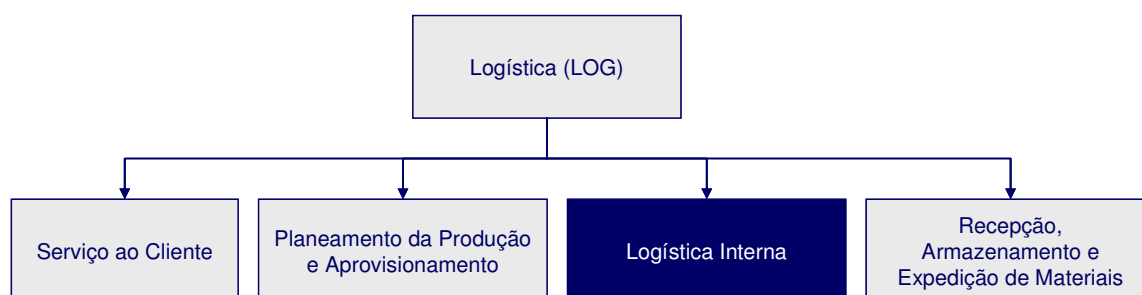 Logística (LOG)
Serviço ao Cliente
Planeamento da Produção
e Aprovisionamento
Logística Interna
Recepção,
Armazenamento e
Expedição de Materiais